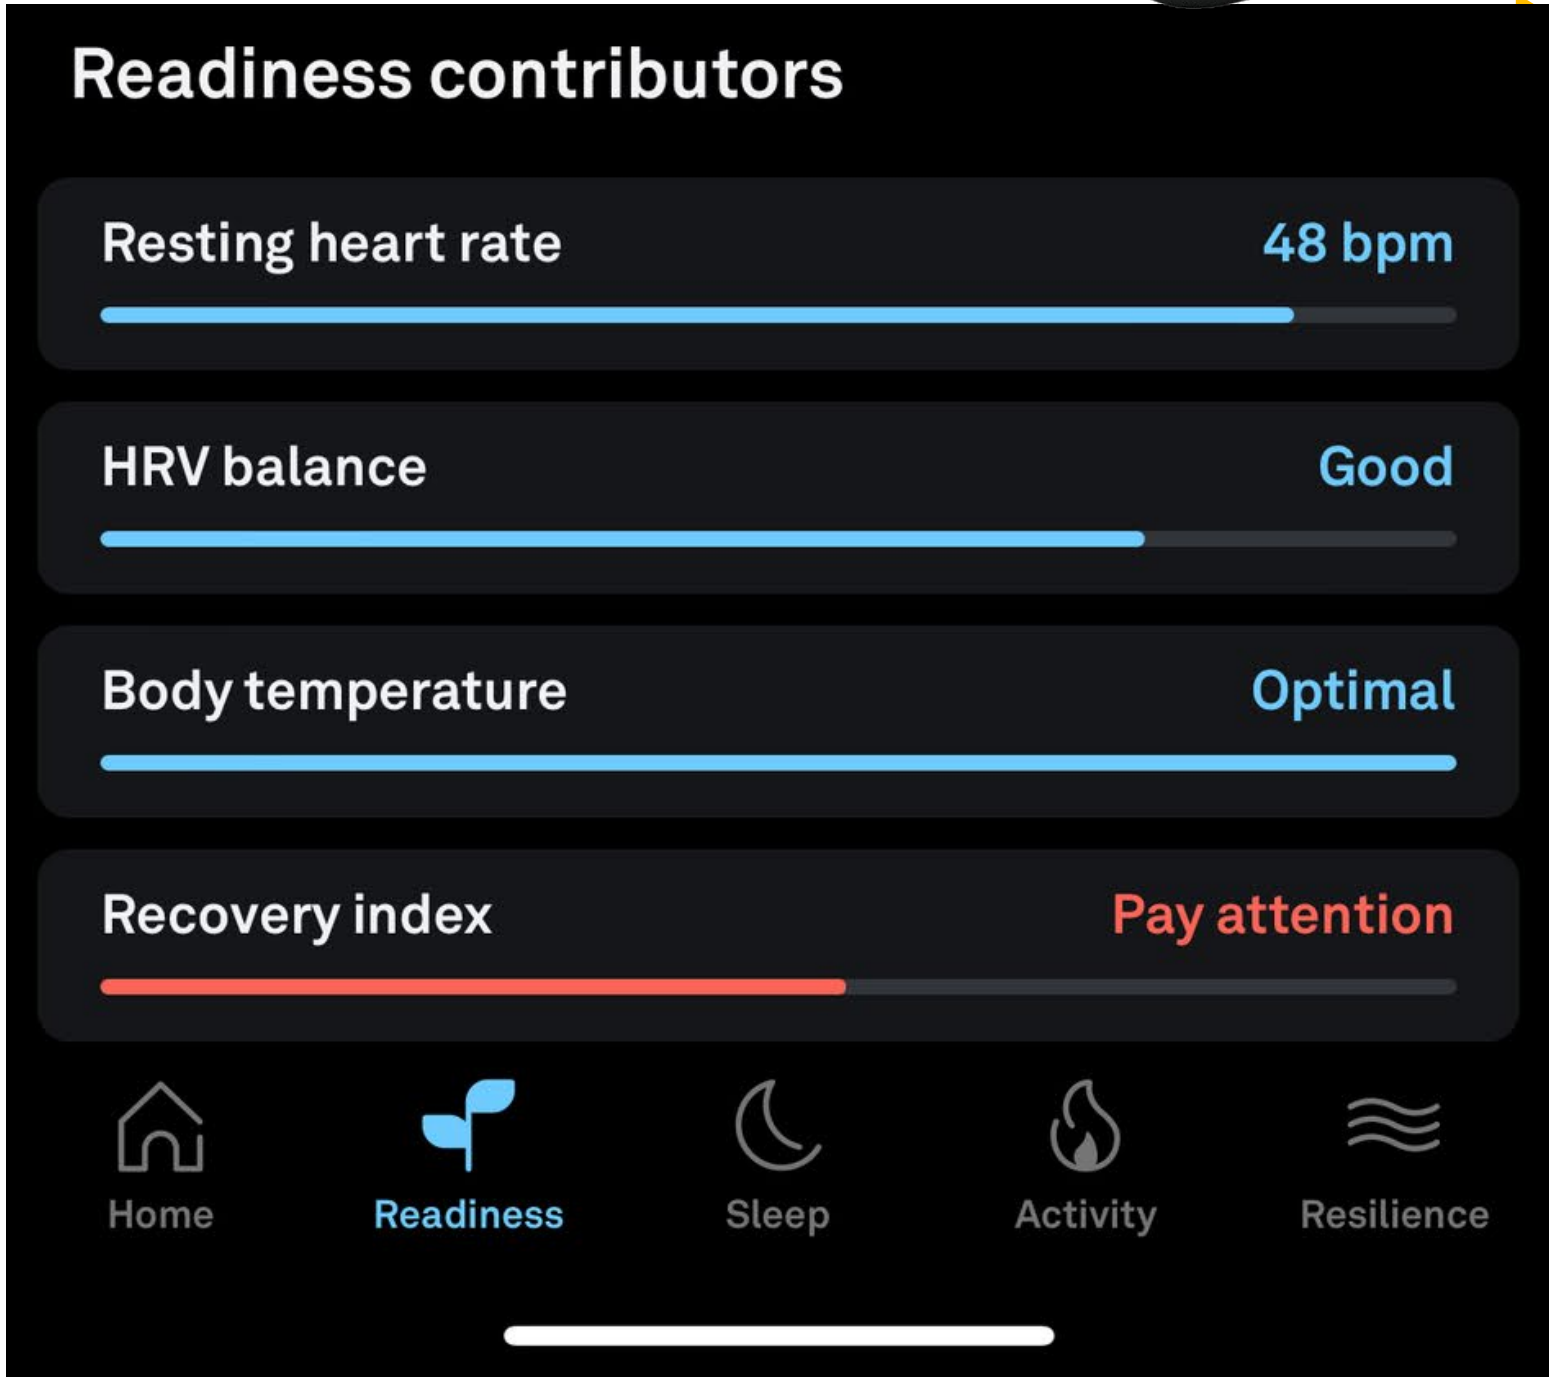 Readiness contributors
Resting heart rate 48 bpm
HRV balance Good
Body temperature Optimal
Recovery index Pay attention
Home Readiness Sleep Activity Resilience